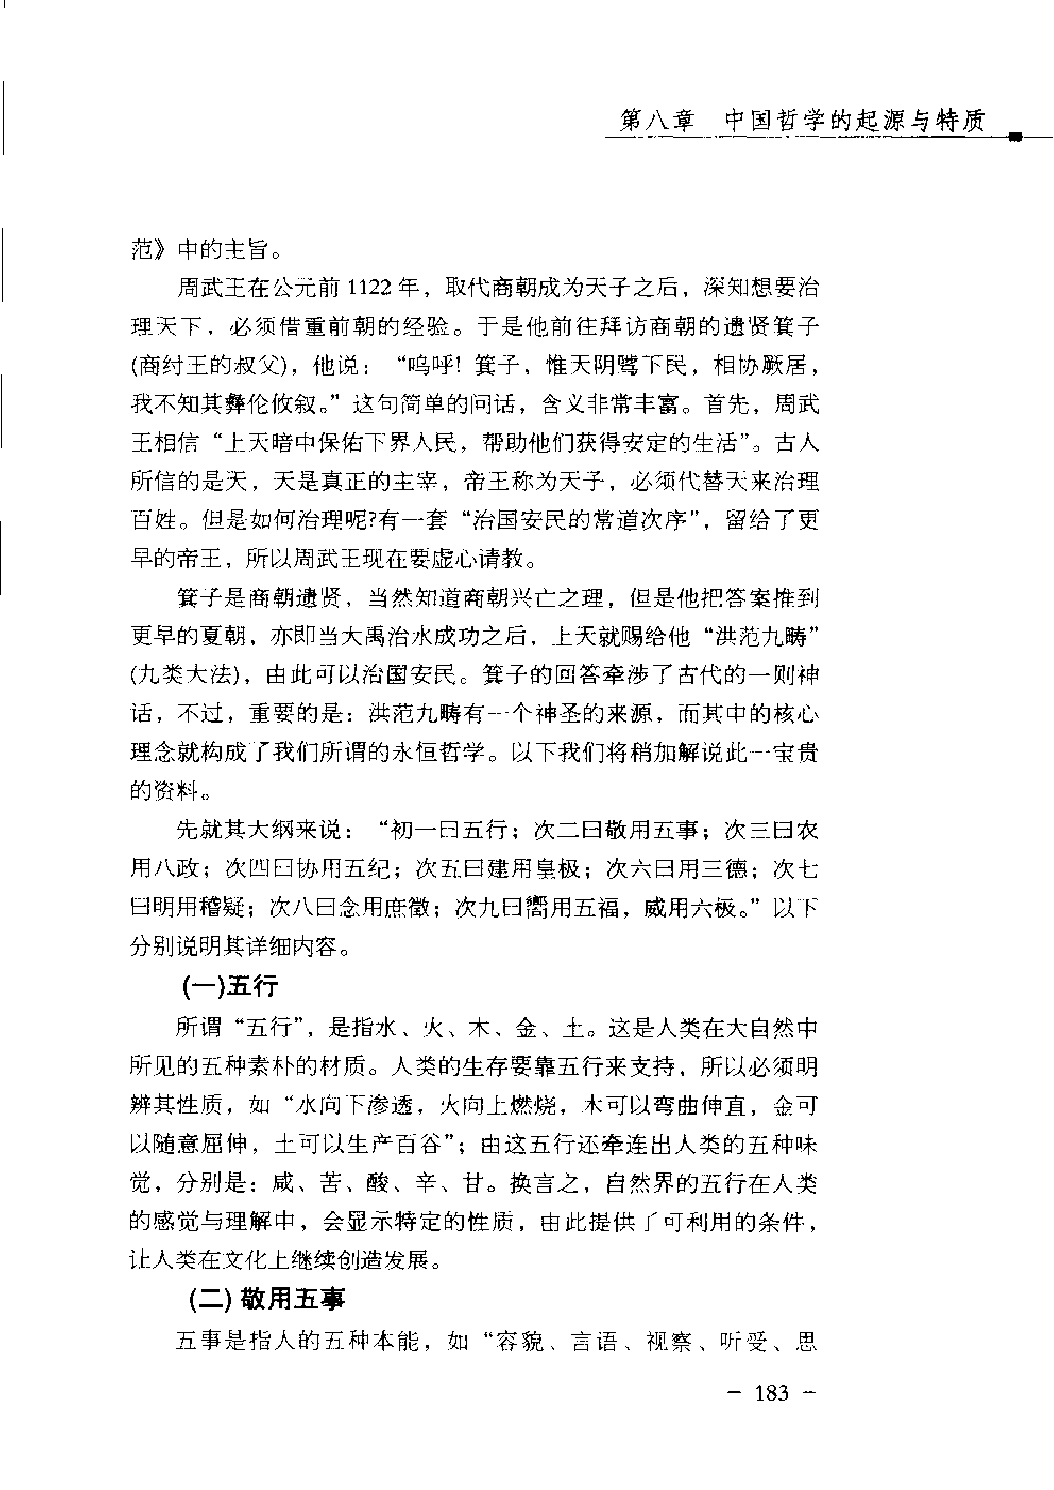 第八章 中国哲学的起源与特质
范》中的主旨。
周武王在公元前1122年，取代商朝成为天子之后，深知想要治
理天下，必须借重前朝的经验。于是他前往拜访商朝的遗贤箕子
(商纣王的叔父)，他说：“呜呼! 箕子，惟天阴骘下民，相协厥居，
我不知其彝伦攸叙。”这句简单的问话，含义非常丰富。首先，周武
王相信“上天暗中保佑下界人民，帮助他们获得安定的生活”。古人
所信的是天，天是真正的主宰，帝王称为天子，必须代替天来治理
百姓。但是如何治理呢?有一套“治国安民的常道次序”，留给了更
早的帝王，所以周武王现在要虚心请教。
箕子是商朝遗贤，当然知道商朝兴亡之理，但是他把答案推到
更早的夏朝，亦即当大禹治水成功之后，上天就赐给他“洪范九畴”
(九类大法)，由此可以治国安民。箕子的回答牵涉了古代的一则神
话，不过，重要的是：洪范九畴有一个神圣的来源，而其中的核心
理念就构成了我们所谓的永恒哲学。以下我们将稍加解说此一宝贵
的资料。
先就其大纲来说：“初一曰五行；次二曰敬用五事；次三曰农
用八政；次四曰协用五纪；次五曰建用皇极；次六曰用三德；次七
曰明用稽疑；次八曰念用庶徵；次九曰嚮用五福，威用六极。”以下
分别说明其详细内容。
(一)五行
所谓“五行”，是指水、火、木、金、土。这是人类在大自然中
所见的五种素朴的材质。人类的生存要靠五行来支持，所以必须明
辨其性质，如“水向下渗透，火向上燃烧，木可以弯曲伸直，金可
以随意屈伸，土可以生产百谷”；由这五行还牵连出人类的五种味
觉，分别是：咸、苦、酸、辛、甘。换言之，自然界的五行在人类
的感觉与理解中，会显示特定的性质，由此提供了可利用的条件，
让人类在文化上继续创造发展。
(二) 敬用五事
五事是指人的五种本能，如“容貌、言语、视察、听受、思
－ 183 －